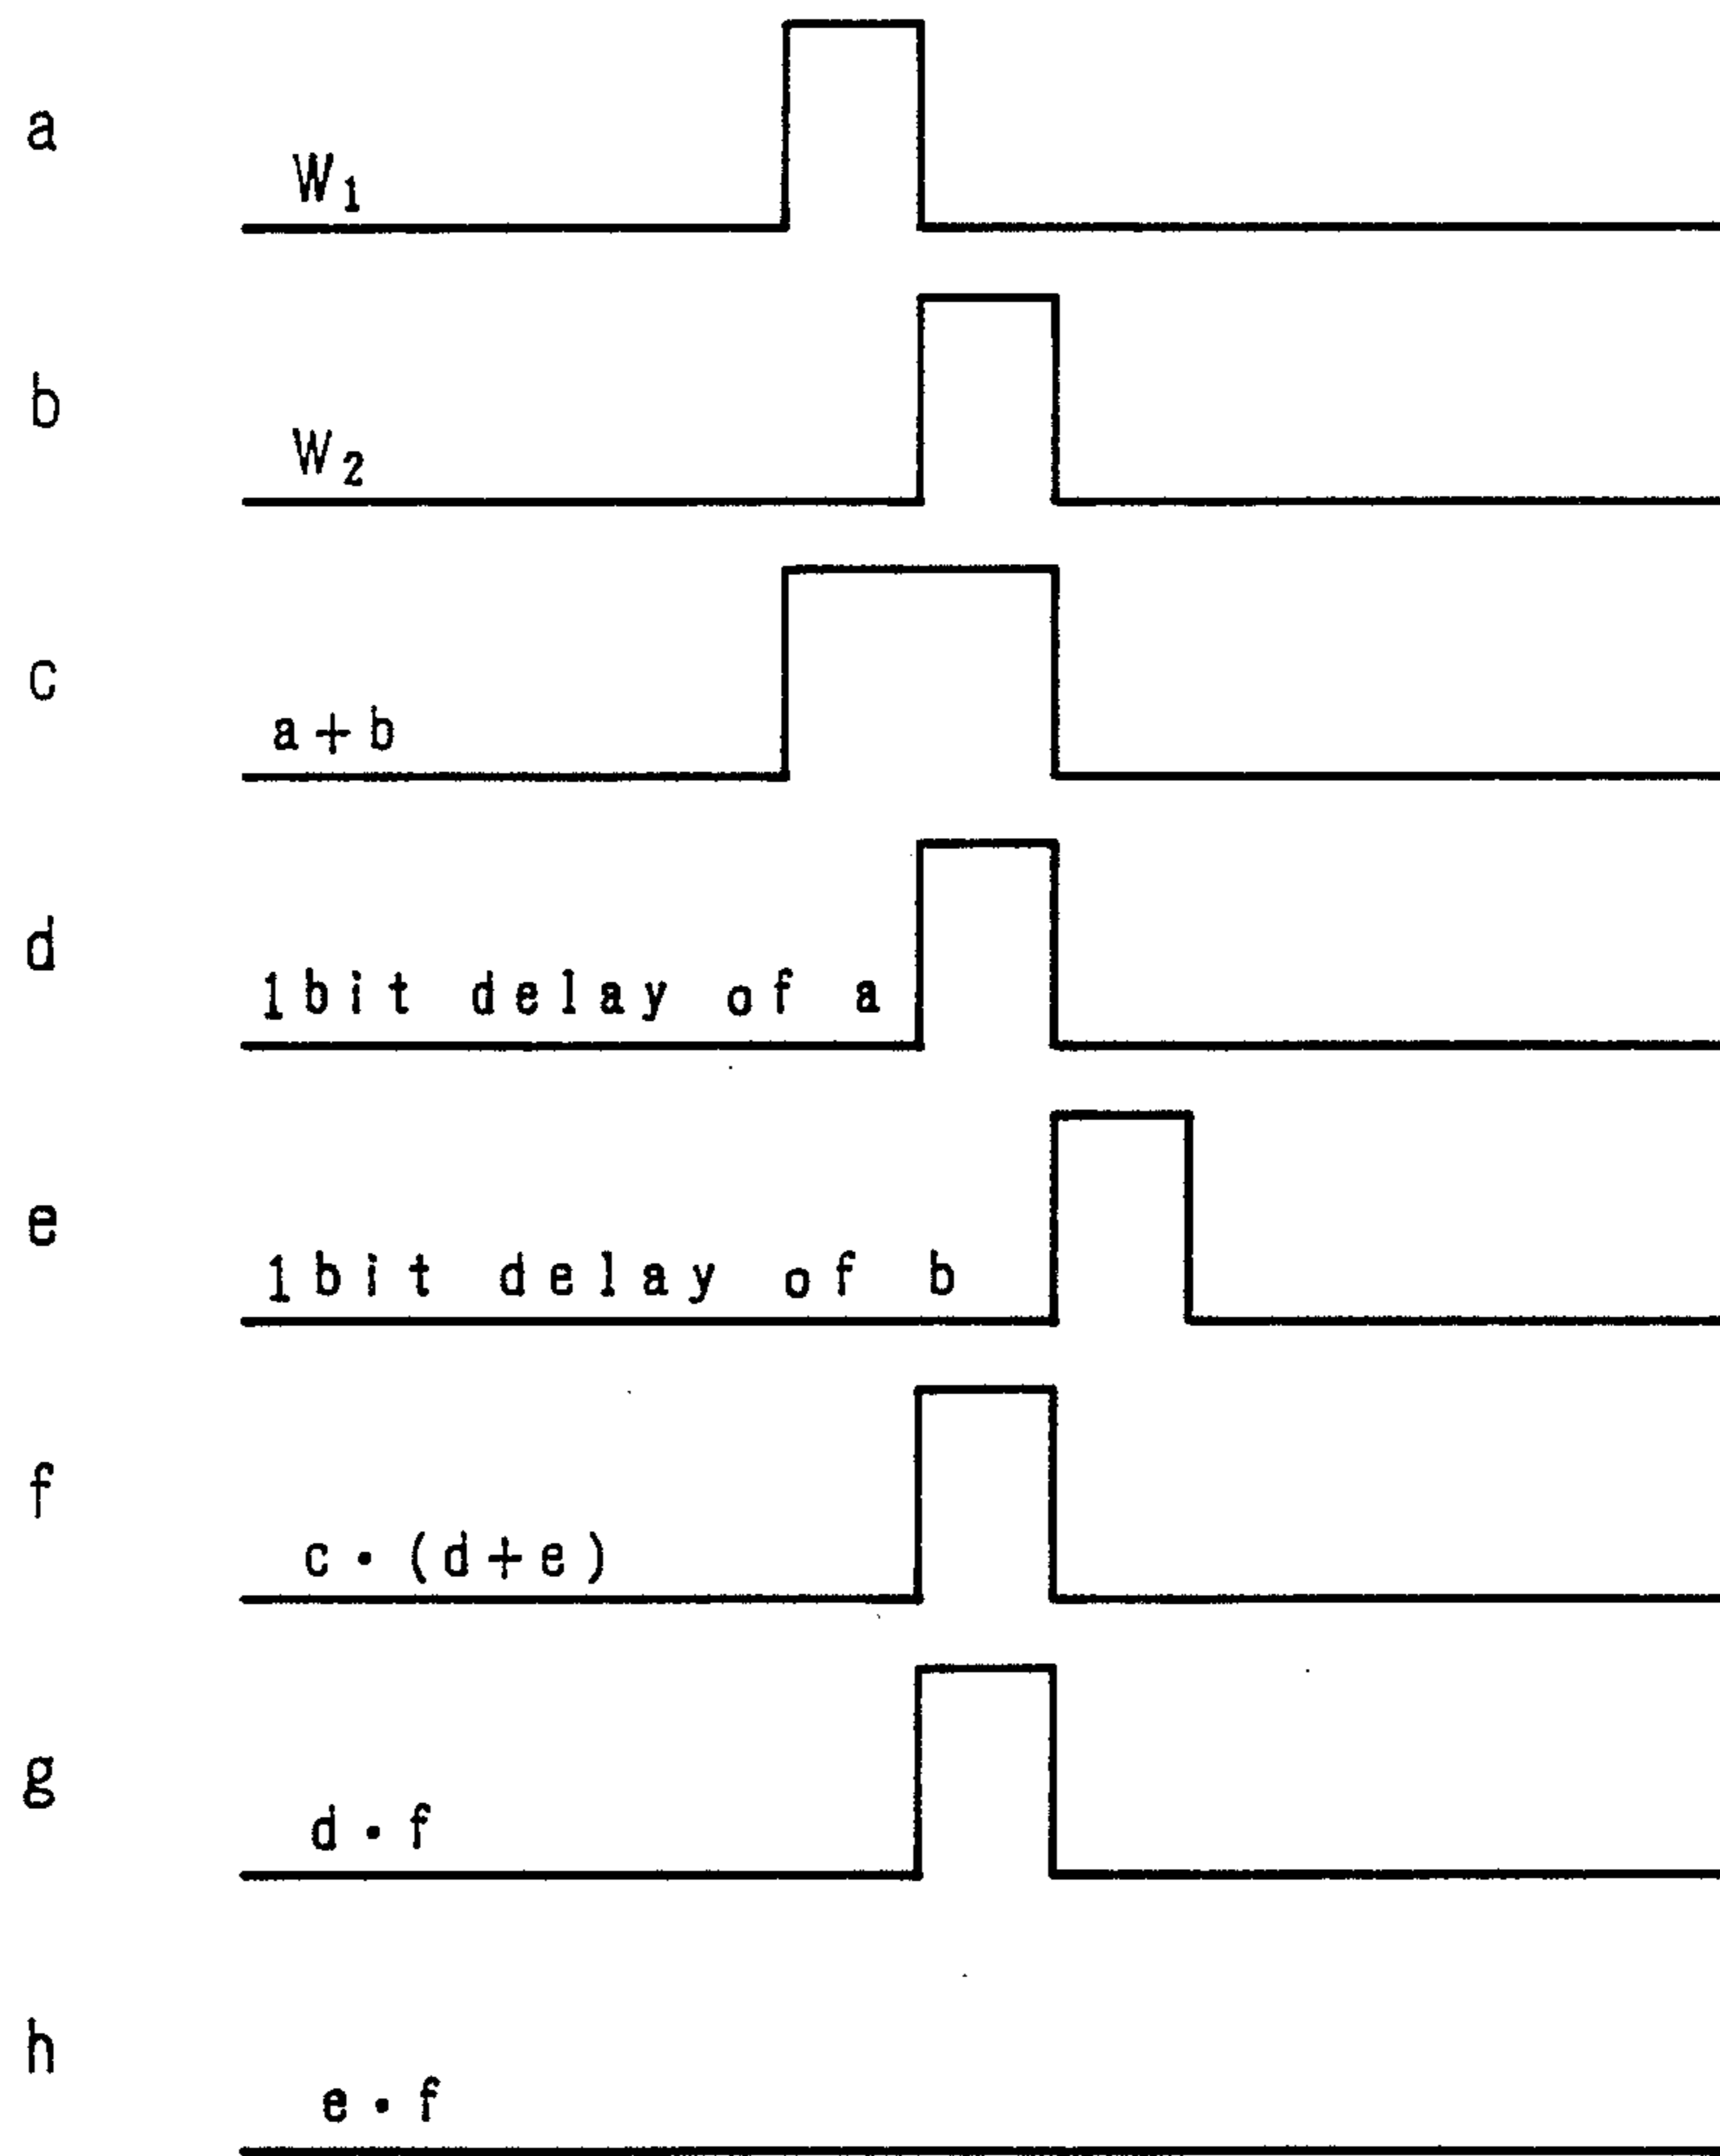 a
W₁
b
W₂
c
a+b
d
1bit delay of a
e
1bit delay of b
f
c·(d+e)
g
d·f
h
e·f